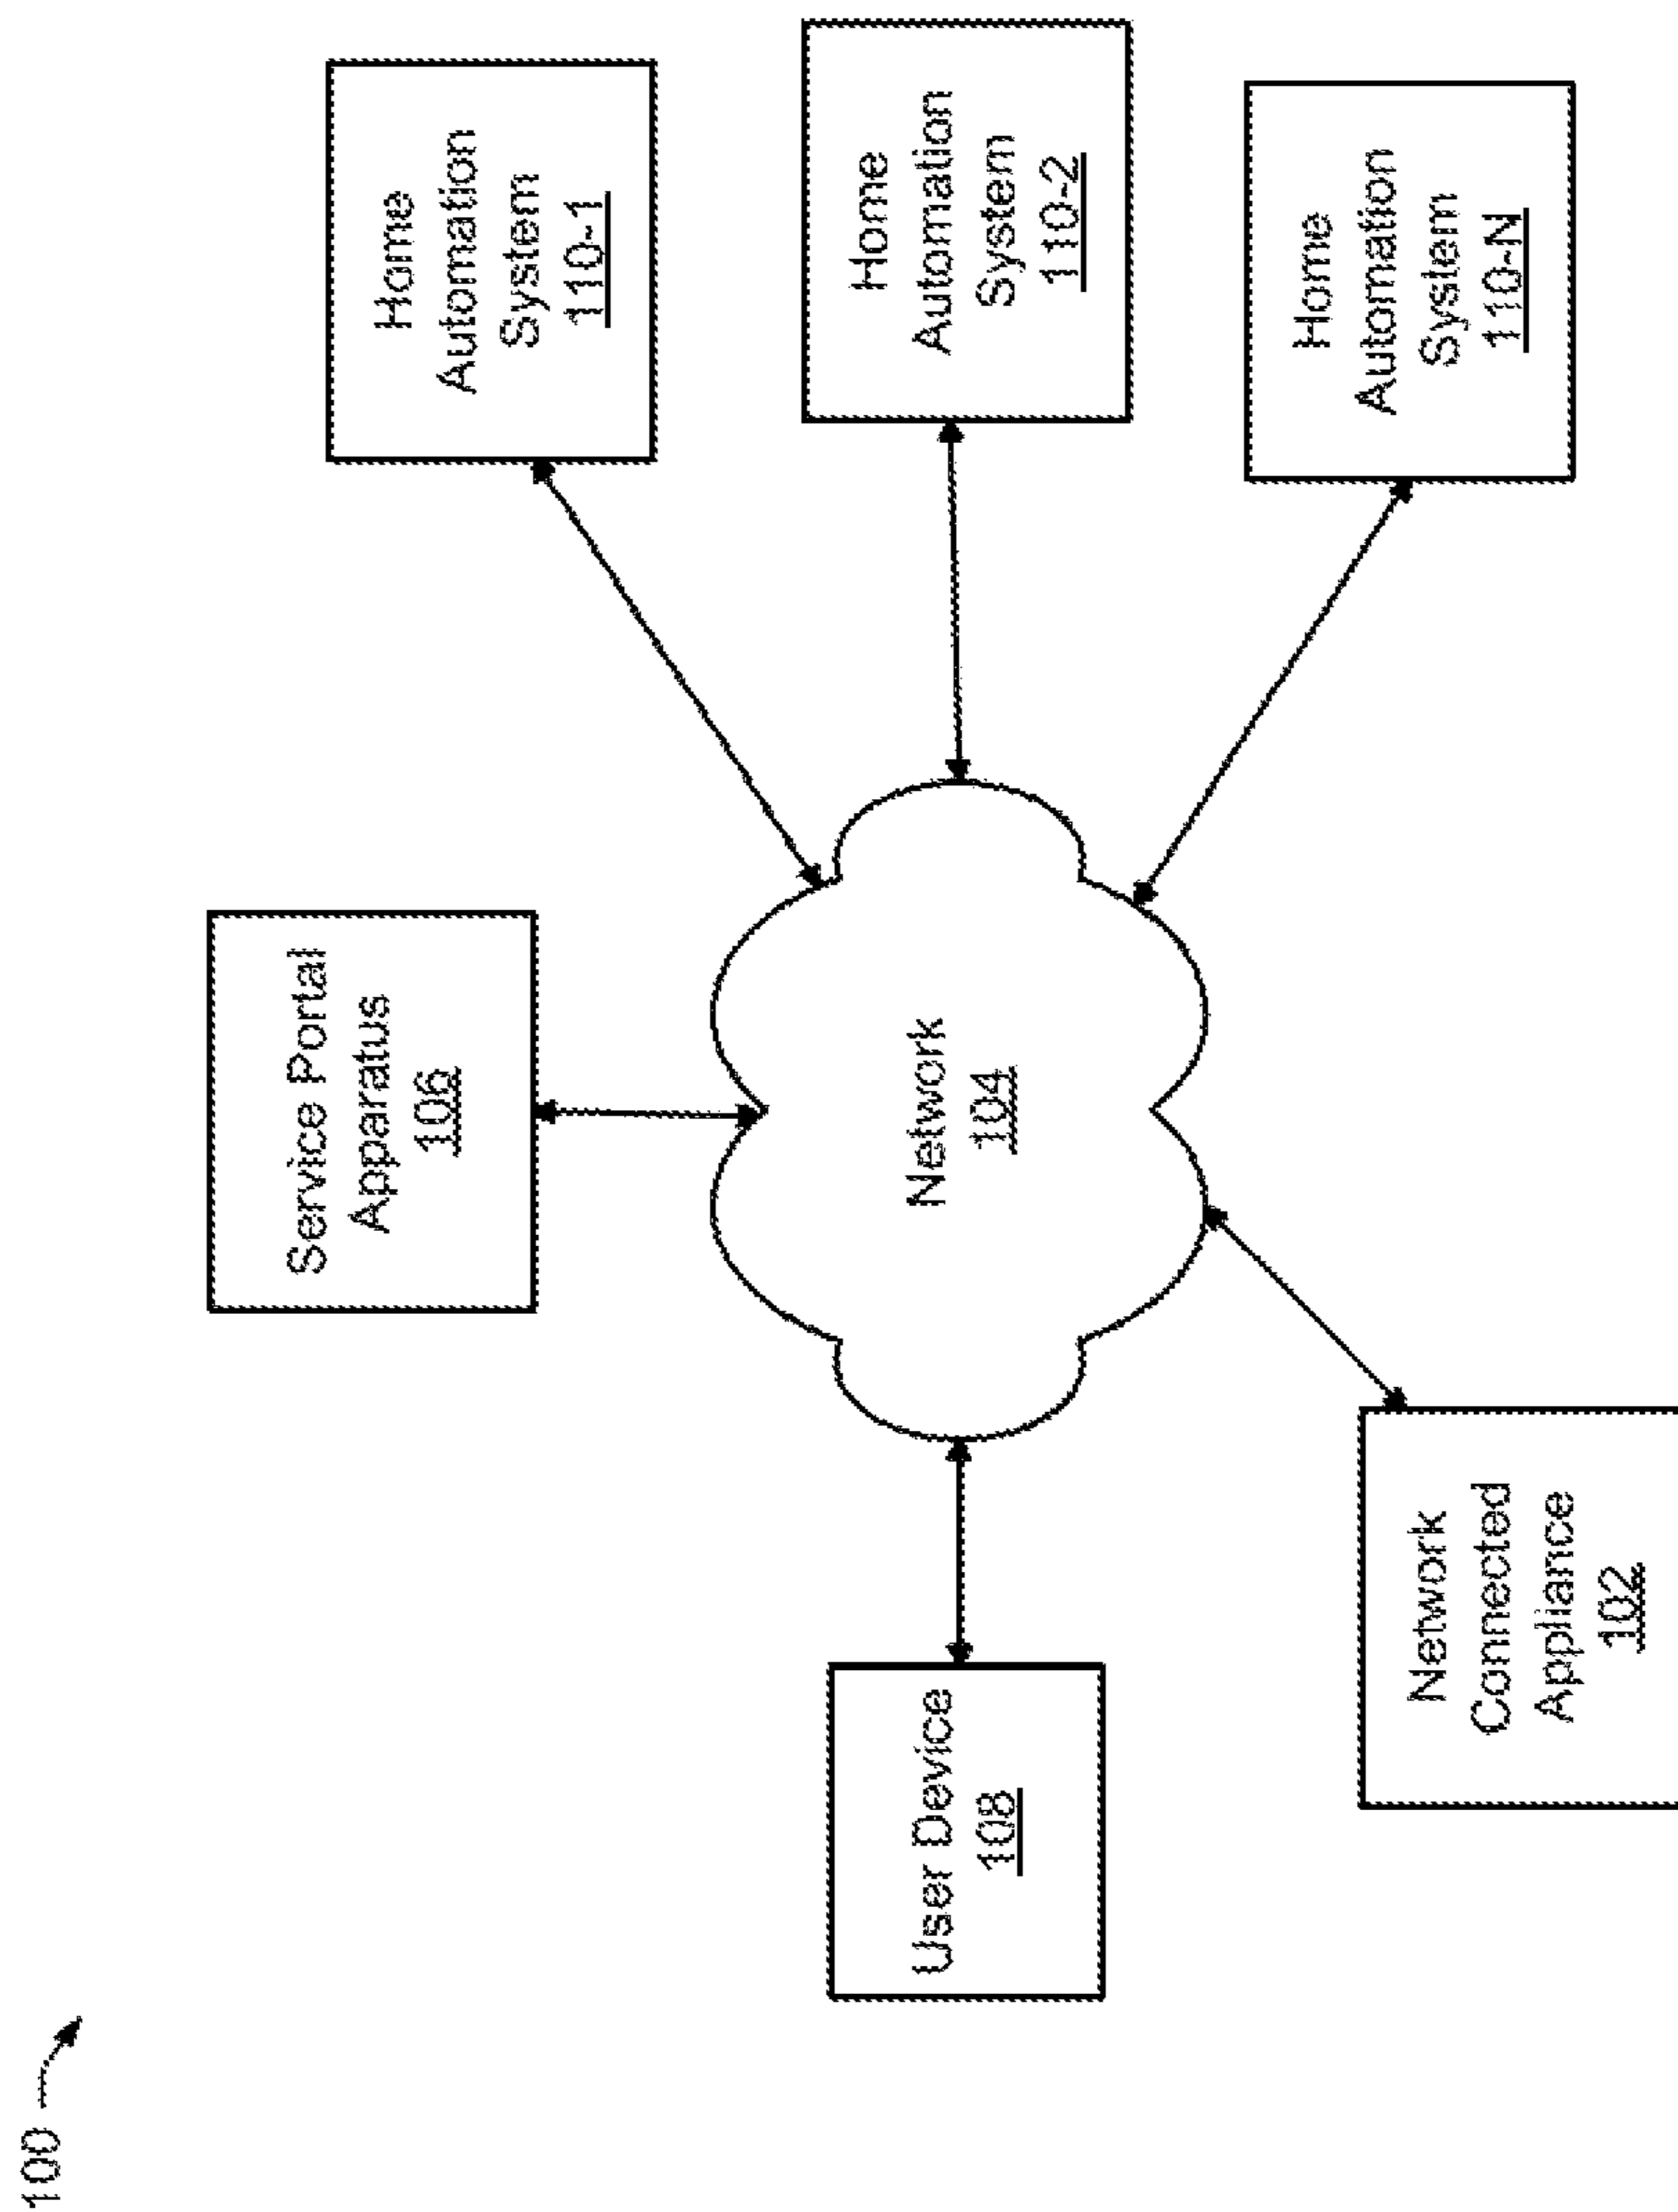 100
Service Portal
Apparatus
106
Home
Automation
System
110-1
User Device
108
Network
104
Home
Automation
System
110-2
Network
Connected
Appliance
102
Home
Automation
System
110-N